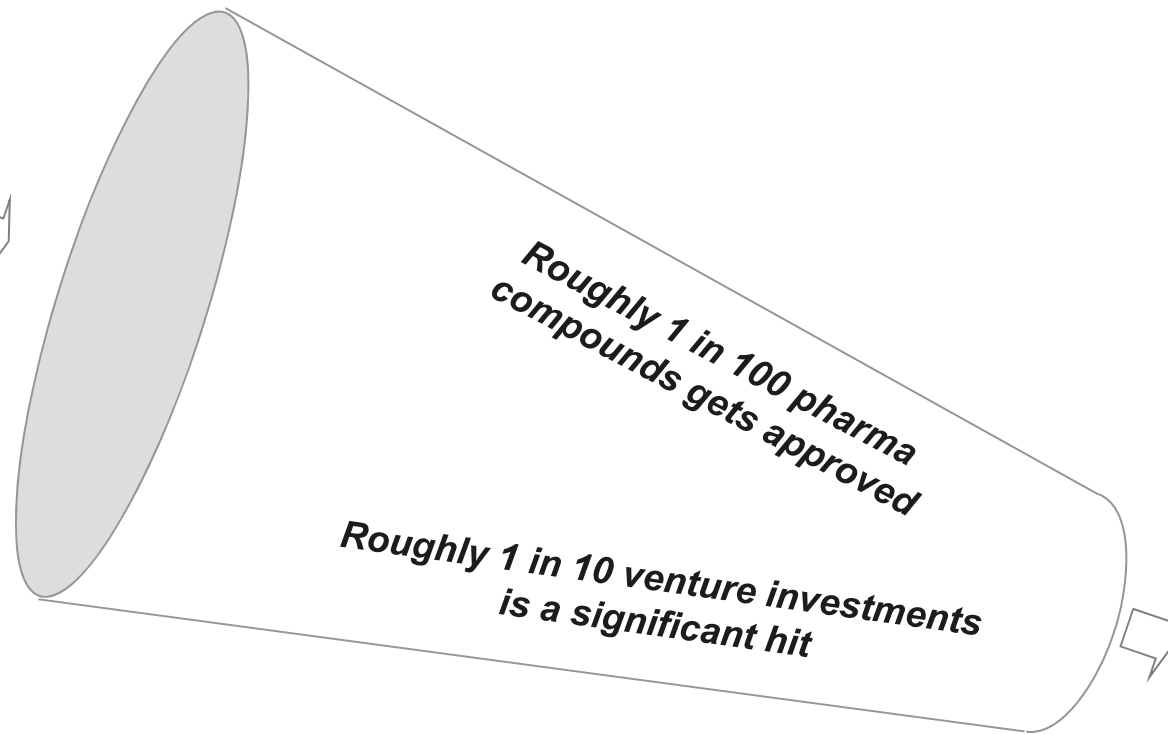 Roughly 1 in 100 pharma
compounds gets approved
Roughly 1 in 10 venture investments
is a significant hit